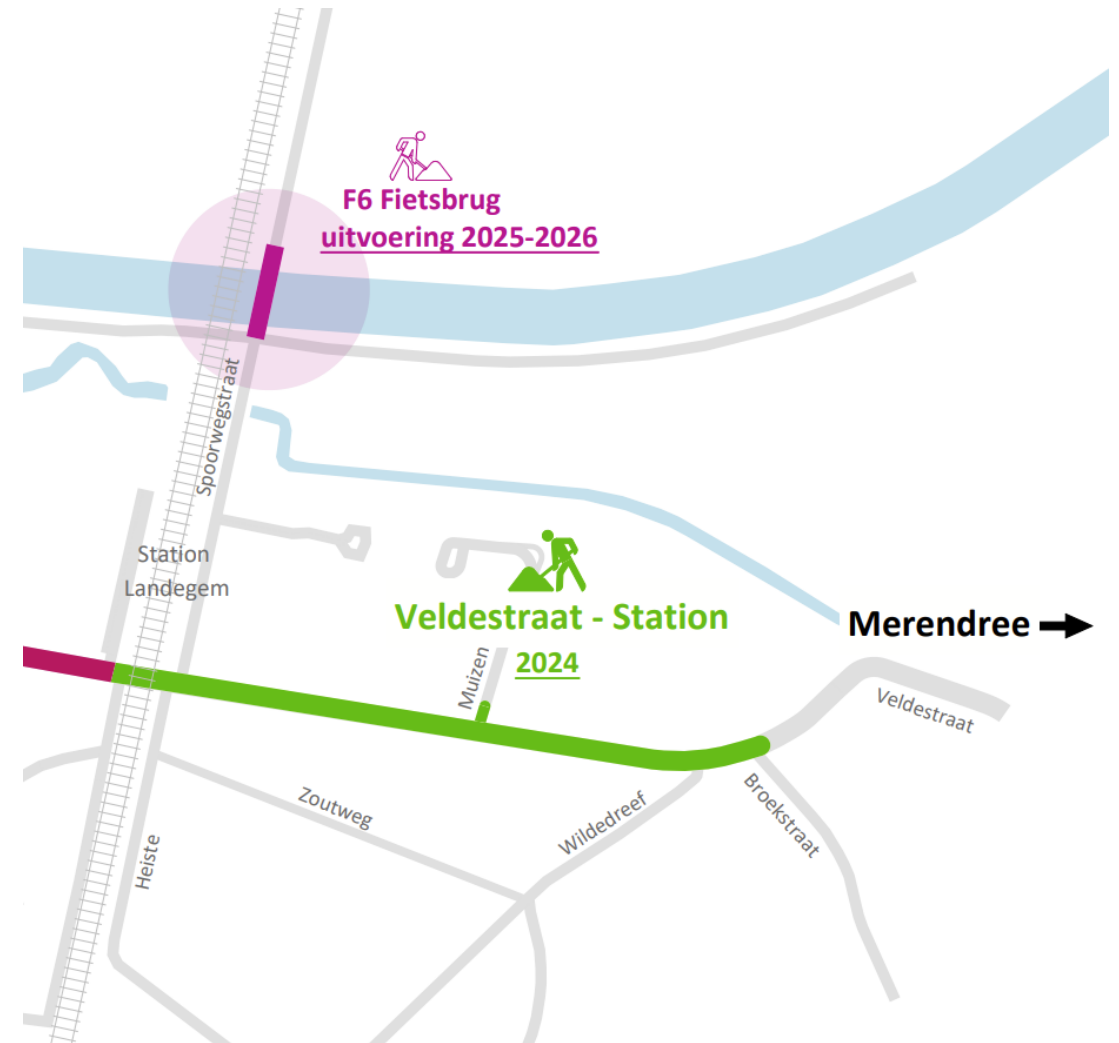 F6 Fietsbrug
uitvoering 2025-2026
Spoorwegstraat
Station
Landegem
Veldestraat - Station
2024
Merendree
Muizen
Veldestraat
Zoutweg
Wildedreef
Broekstraat
Heiste